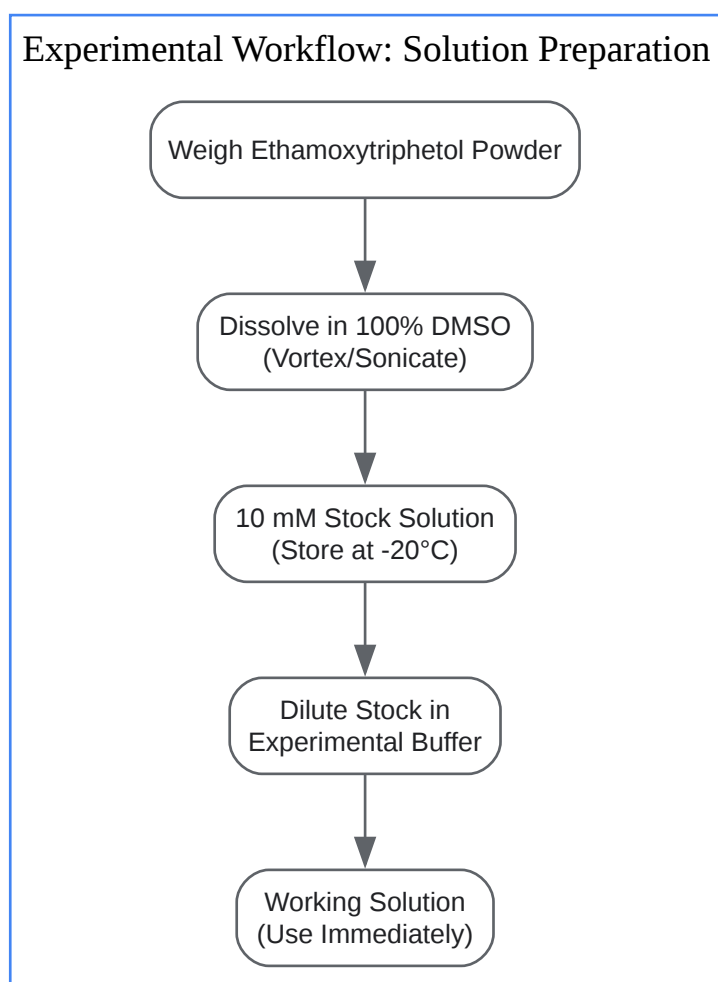 Experimental Workflow: Solution Preparation
Weigh Ethamoxytriphetol Powder
Dissolve in 100% DMSO
(Vortex/Sonicate)
10 mM Stock Solution
(Store at -20°C)
Dilute Stock in
Experimental Buffer
Working Solution
(Use Immediately)